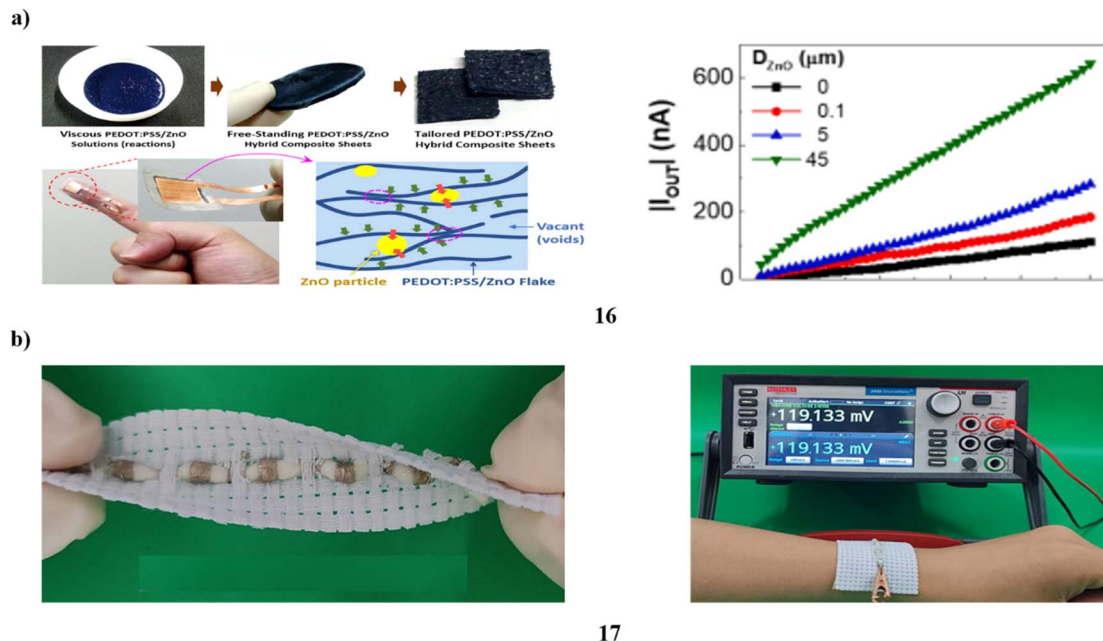 a)
Viscous PEDOT:PSS/ZnO
Solutions (reactions)
Free-Standing PEDOT:PSS/ZnO
Hybrid Composite Sheets
Tailored PEDOT:PSS/ZnO
Hybrid Composite Sheets
Vacant
(voids)
ZnO particle
PEDOT:PSS/ZnO Flake
|I_OUT| (nA)
600
400
200
0
D_ZnO (μm)
0
0.1
5
45
16
b)
KEITHLEY
+119.133 mV
+119.133 mV
POWER
17